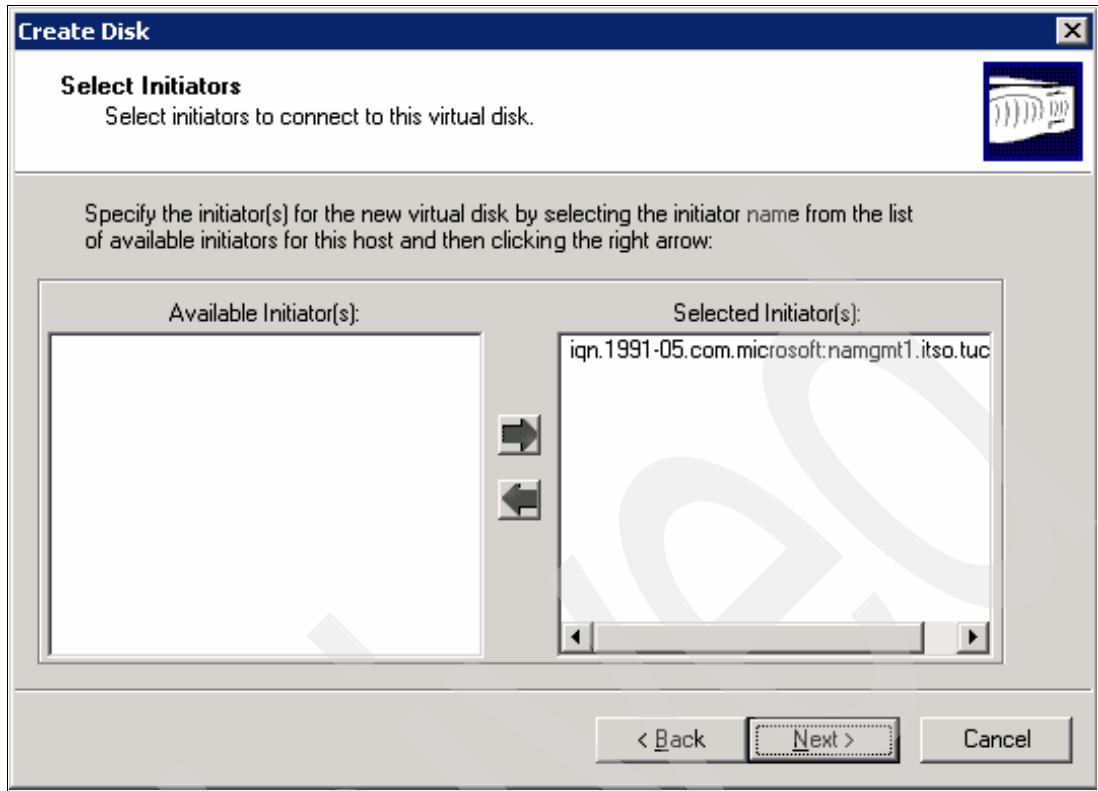 Create Disk
Select Initiators
Select initiators to connect to this virtual disk.
Specify the initiator(s) for the new virtual disk by selecting the initiator name from the list
of available initiators for this host and then clicking the right arrow:
Available Initiator(s):
Selected Initiator(s):
iqn.1991-05.com.microsoft:namgmt1.itso.tuc
< Back
Next >
Cancel